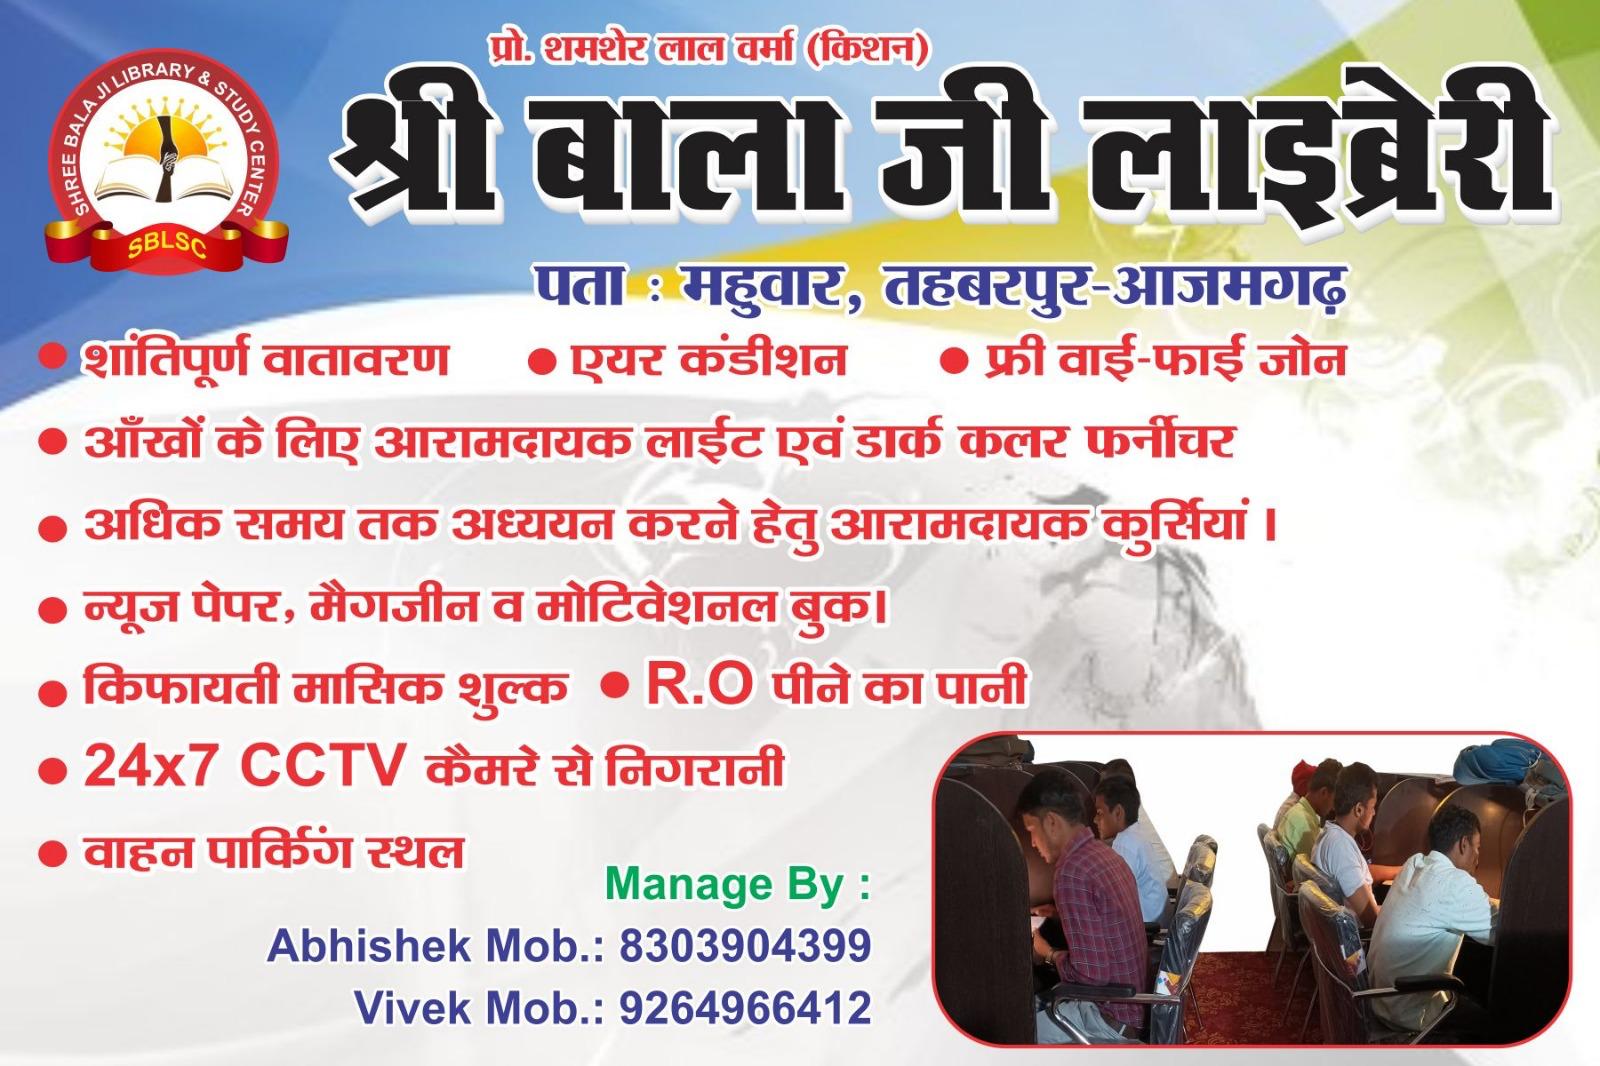 प्रो. शमशेर लाल वर्मा (किशन)
श्री बाला जी लाइब्रेरी
SHREE BALA JI LIBRARY & STUDY CENTER
SBLSC
पता : महुवार, तहबरपुर-आजमगढ़
• शांतिपूर्ण वातावरण • एयर कंडीशन • फ्री वाई-फाई जोन
• आँखों के लिए आरामदायक लाईट एवं डार्क कलर फर्नीचर
• अधिक समय तक अध्ययन करने हेतु आरामदायक कुर्सियां ।
• न्यूज पेपर, मैगजीन व मोटिवेशनल बुक।
• किफायती मासिक शुल्क • R.O पीने का पानी
• 24x7 CCTV कैमरे से निगरानी
• वाहन पार्किंग स्थल
Manage By :
Abhishek Mob.: 8303904399
Vivek Mob.: 9264966412